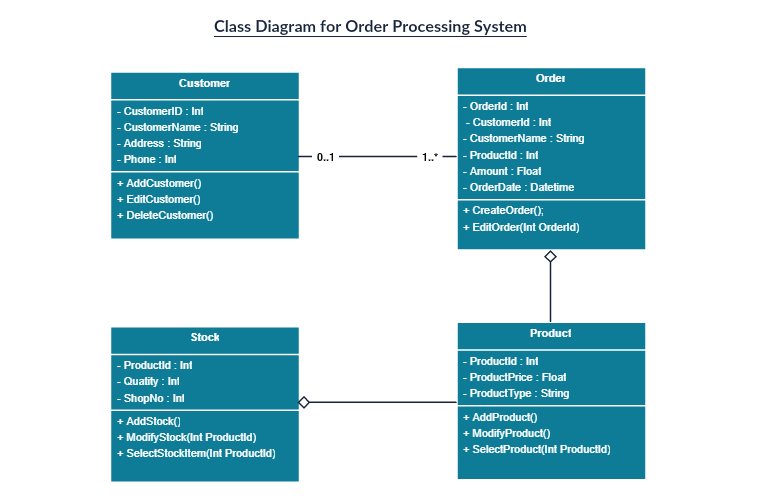 Class Diagram for Order Processing System
Customer
- CustomerID : Int
- CustomerName : String
- Address : String
- Phone : Int
+ AddCustomer()
+ EditCustomer()
+ DeleteCustomer()
0..1
1..*
Order
- OrderId : Int
- CustomerId : Int
- CustomerName : String
- ProductId : Int
- Amount : Float
- OrderDate : Datetime
+ CreateOrder();
+ EditOrder(Int OrderId)
Stock
- ProductId : Int
- Quatity : Int
- ShopNo : Int
+ AddStock()
+ ModifyStock(Int ProductId)
+ SelectStockItem(Int ProductId)
Product
- ProductId : Int
- ProductPrice : Float
- ProductType : String
+ AddProduct()
+ ModifyProduct()
+ SelectProduct(Int ProductId)